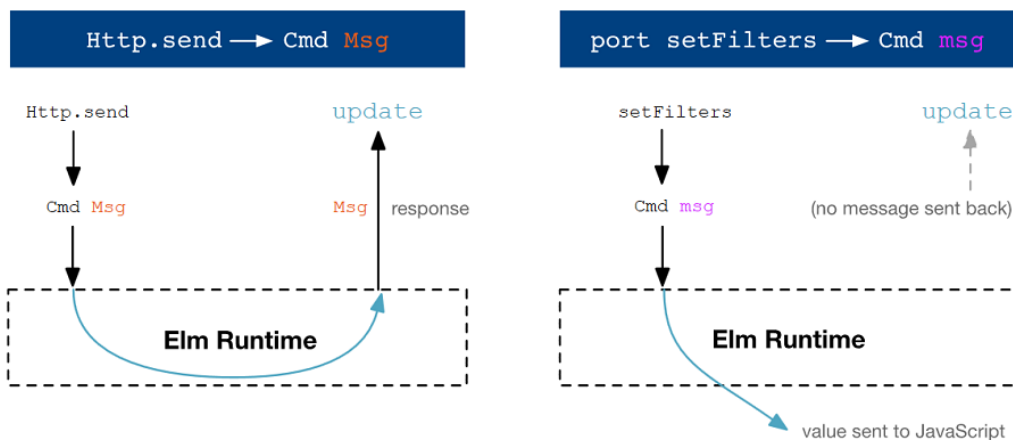 Http.send → Cmd Msg
Http.send
update
Cmd Msg
Msg
response
Elm Runtime
port setFilters → Cmd msg
setFilters
update
Cmd msg
(no message sent back)
Elm Runtime
value sent to JavaScript